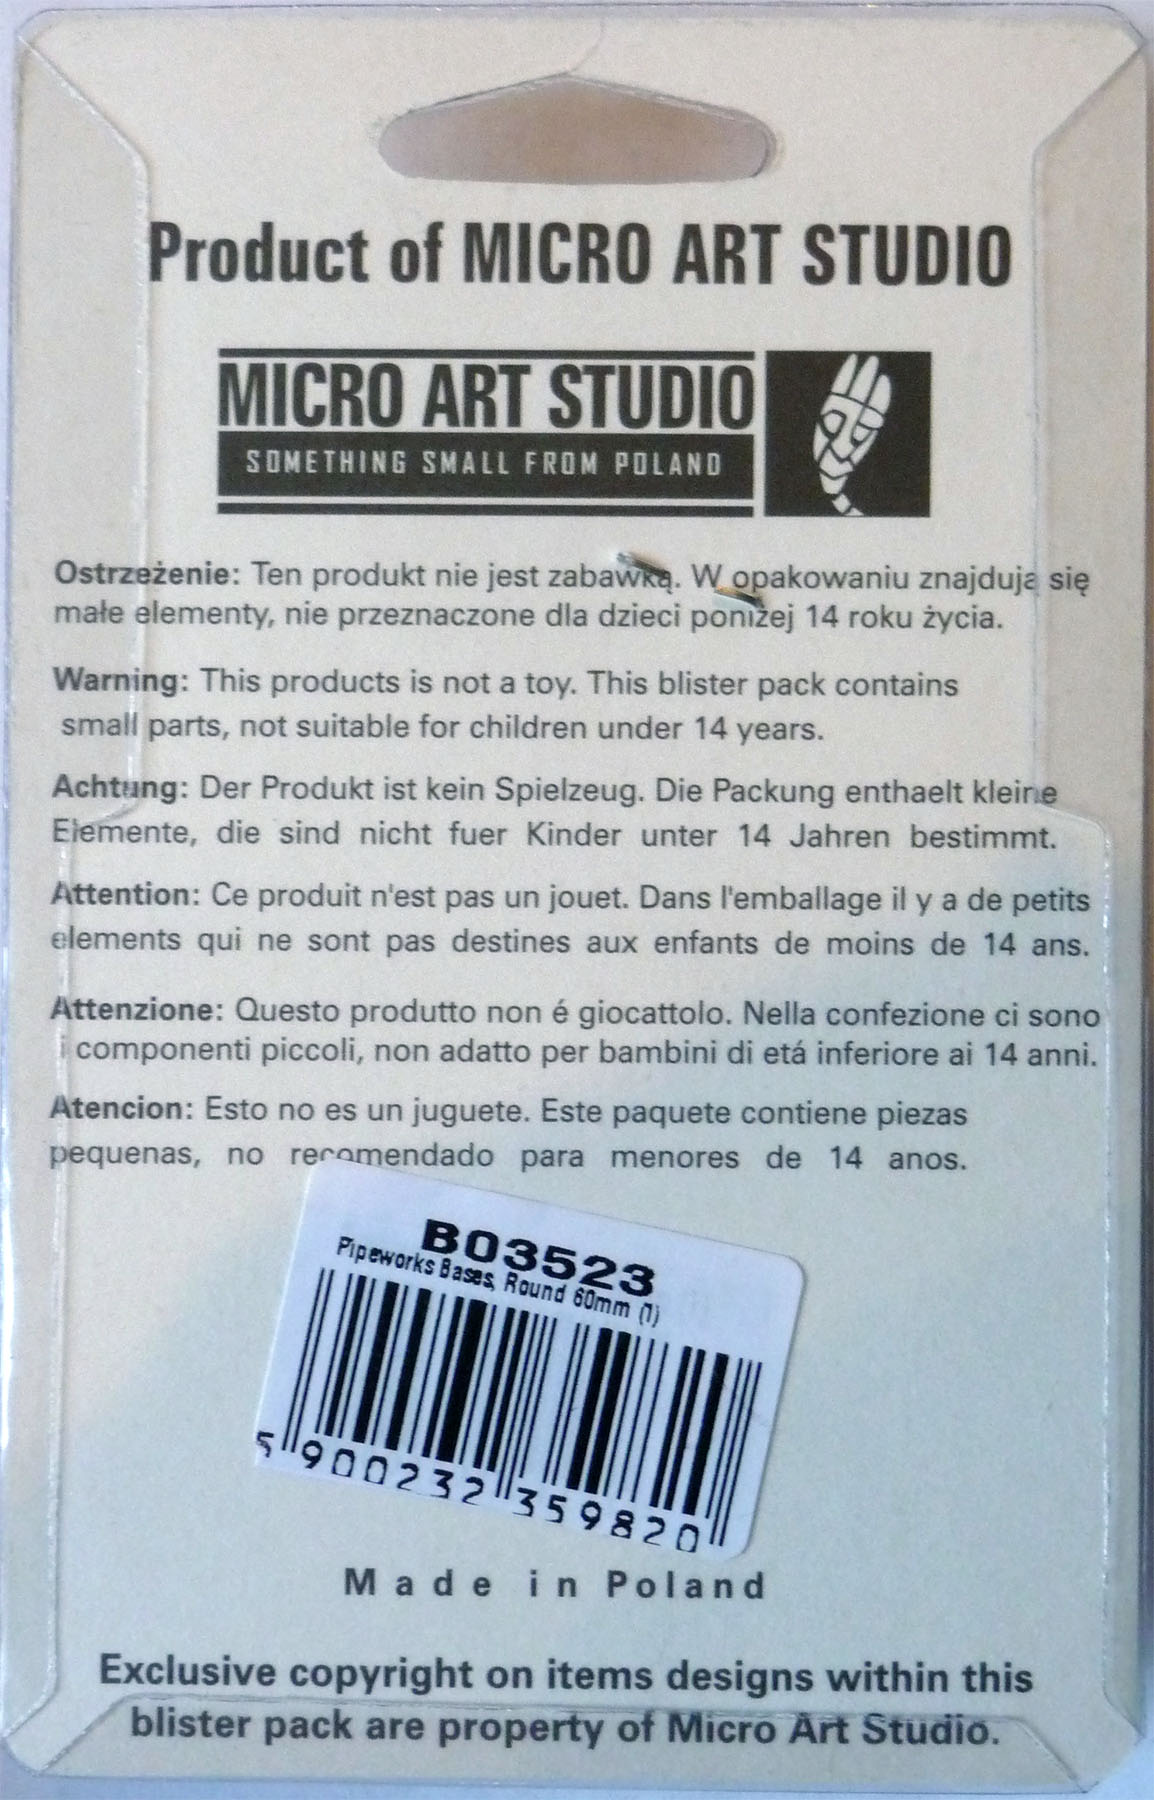 Product of MICRO ART STUDIO
MICRO ART STUDIO
SOMETHING SMALL FROM POLAND
Ostrzeżenie: Ten produkt nie jest zabawką. W opakowaniu znajdują się
małe elementy, nie przeznaczone dla dzieci poniżej 14 roku życia.
Warning: This products is not a toy. This blister pack contains
small parts, not suitable for children under 14 years.
Achtung: Der Produkt ist kein Spielzeug. Die Packung enthaelt kleine
Elemente, die sind nicht fuer Kinder unter 14 Jahren bestimmt.
Attention: Ce produit n'est pas un jouet. Dans l'emballage il y a de petits
elements qui ne sont pas destines aux enfants de moins de 14 ans.
Attenzione: Questo produtto non é giocattolo. Nella confezione ci sono
i componenti piccoli, non adatto per bambini di etá inferiore ai 14 anni.
Atencion: Esto no es un juguete. Este paquete contiene piezas
pequenas, no recomendado para menores de 14 anos.
B03523
Pipeworks Bases, Round 60mm (1)
5 900232 359820
Made in Poland
Exclusive copyright on items designs within this
blister pack are property of Micro Art Studio.